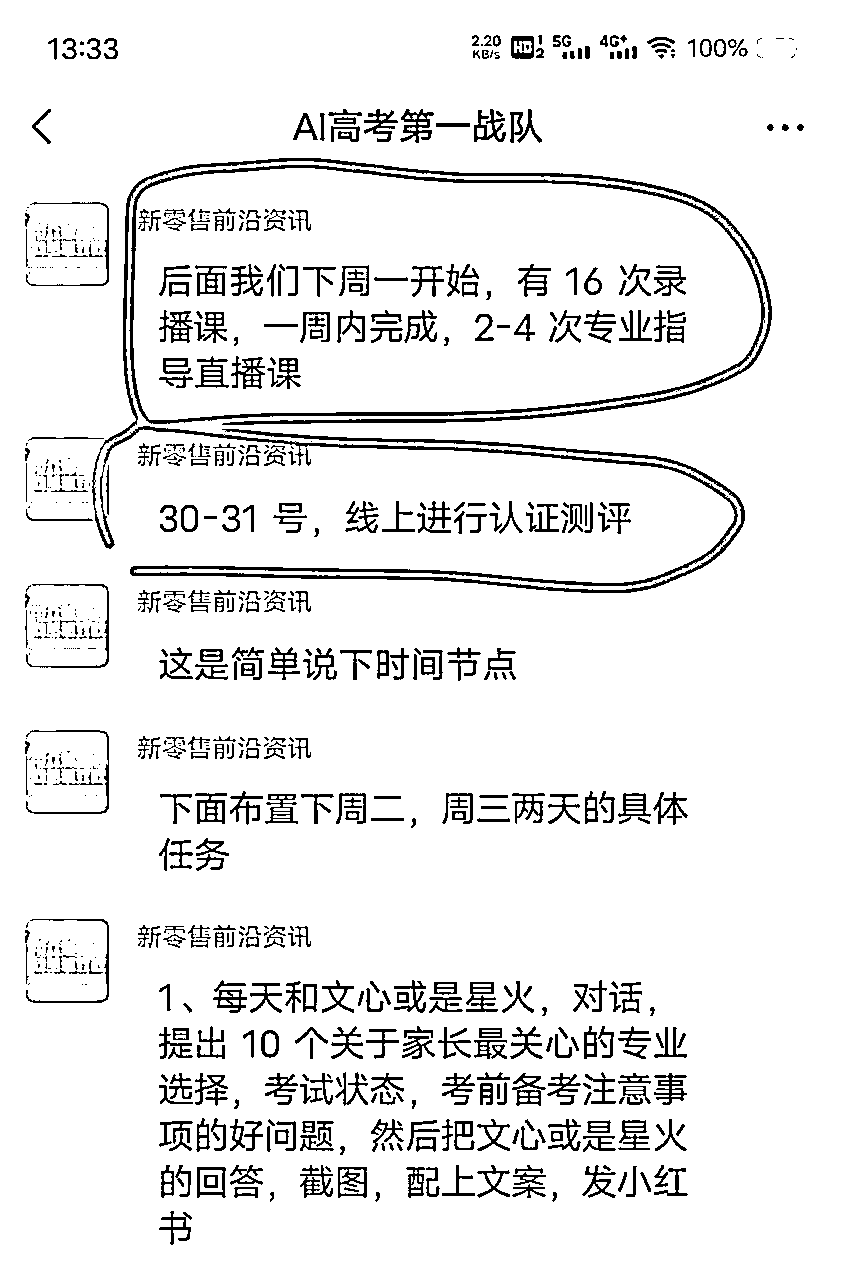 13:33
2.20 KB/s HD 1 2 5G 4G+ 100%
AI高考第一战队
新零售前沿资讯
后面我们下周一开始，有 16 次录
播课，一周内完成，2-4 次专业指
导直播课
新零售前沿资讯
30-31 号，线上进行认证测评
新零售前沿资讯
这是简单说下时间节点
新零售前沿资讯
下面布置下周二，周三两天的具体
任务
新零售前沿资讯
1、每天和文心或是星火，对话，
提出 10 个关于家长最关心的专业
选择，考试状态，考前备考注意事
项的好问题，然后把文心或是星火
的回答，截图，配上文案，发小红
书